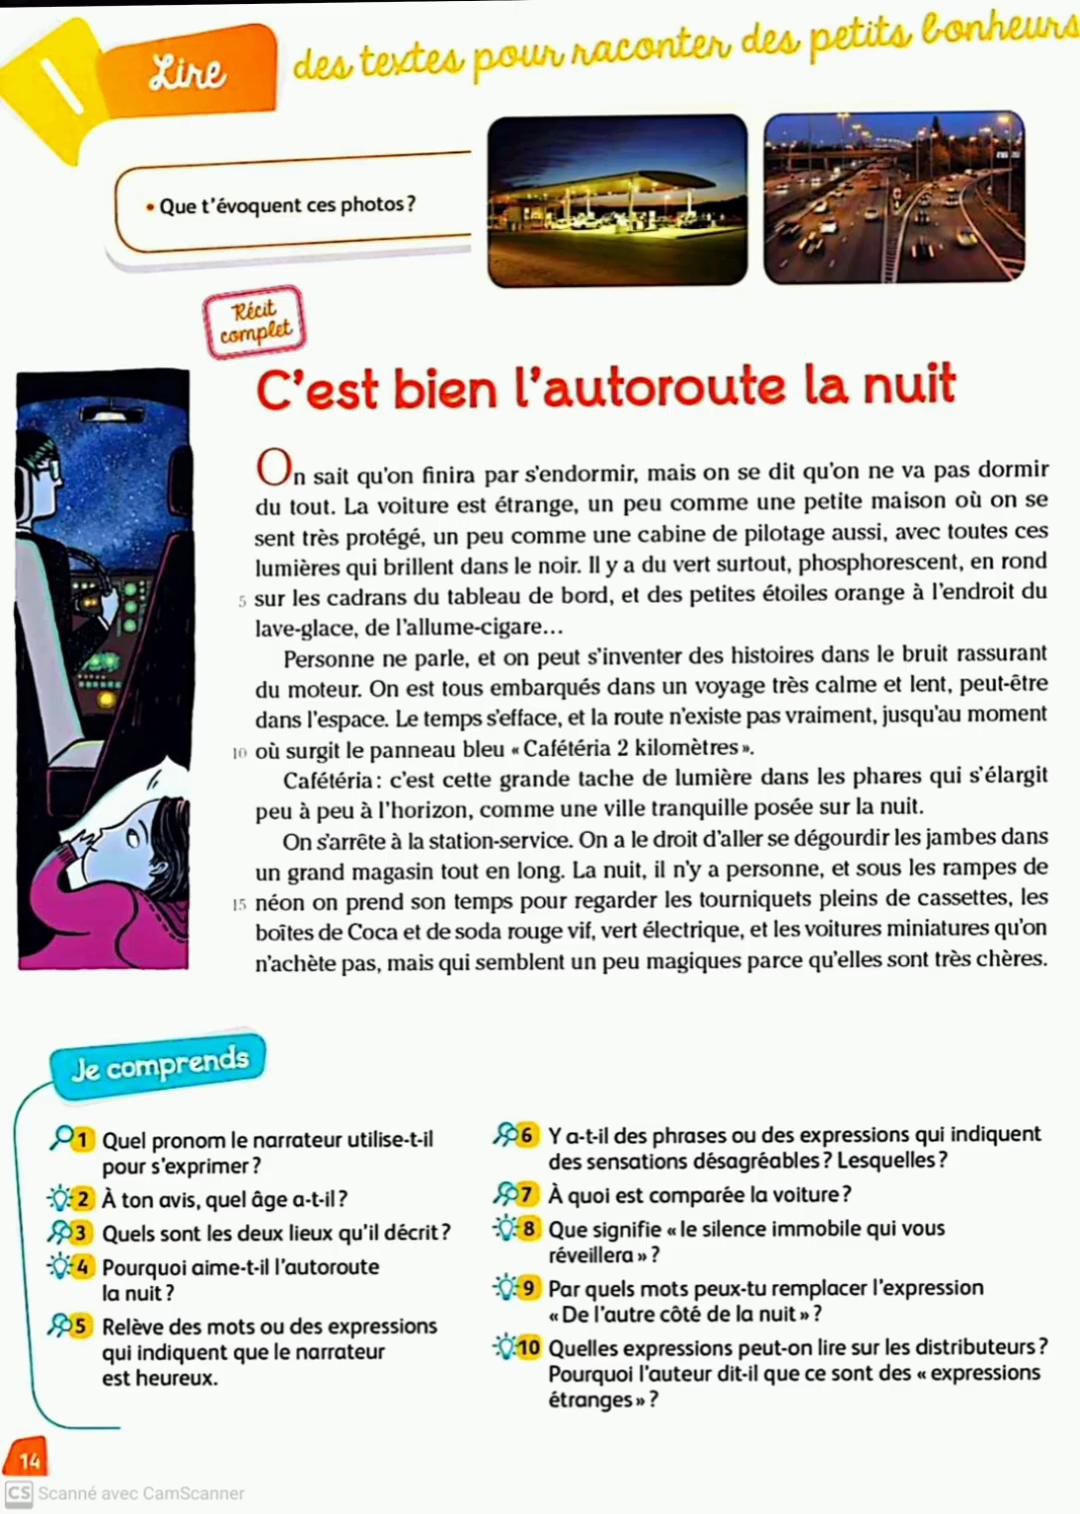 1
Lire
des textes pour raconter des petits bonheurs
• Que t'évoquent ces photos ?
Récit
complet
C'est bien l'autoroute la nuit
On sait qu'on finira par s'endormir, mais on se dit qu'on ne va pas dormir
du tout. La voiture est étrange, un peu comme une petite maison où on se
sent très protégé, un peu comme une cabine de pilotage aussi, avec toutes ces
lumières qui brillent dans le noir. Il y a du vert surtout, phosphorescent, en rond
5 sur les cadrans du tableau de bord, et des petites étoiles orange à l'endroit du
lave-glace, de l'allume-cigare...
Personne ne parle, et on peut s'inventer des histoires dans le bruit rassurant
du moteur. On est tous embarqués dans un voyage très calme et lent, peut-être
dans l'espace. Le temps s'efface, et la route n'existe pas vraiment, jusqu'au moment
10 où surgit le panneau bleu « Cafétéria 2 kilomètres ».
Cafétéria : c'est cette grande tache de lumière dans les phares qui s'élargit
peu à peu à l'horizon, comme une ville tranquille posée sur la nuit.
On s'arrête à la station-service. On a le droit d'aller se dégourdir les jambes dans
un grand magasin tout en long. La nuit, il n'y a personne, et sous les rampes de
15 néon on prend son temps pour regarder les tourniquets pleins de cassettes, les
boîtes de Coca et de soda rouge vif, vert électrique, et les voitures miniatures qu'on
n'achète pas, mais qui semblent un peu magiques parce qu'elles sont très chères.
Je comprends
1 Quel pronom le narrateur utilise-t-il
pour s'exprimer ?
2 À ton avis, quel âge a-t-il ?
3 Quels sont les deux lieux qu'il décrit ?
4 Pourquoi aime-t-il l'autoroute
la nuit ?
5 Relève des mots ou des expressions
qui indiquent que le narrateur
est heureux.
6 Y a-t-il des phrases ou des expressions qui indiquent
des sensations désagréables ? Lesquelles ?
7 À quoi est comparée la voiture ?
8 Que signifie « le silence immobile qui vous
réveillera » ?
9 Par quels mots peux-tu remplacer l'expression
« De l'autre côté de la nuit » ?
10 Quelles expressions peut-on lire sur les distributeurs ?
Pourquoi l'auteur dit-il que ce sont des « expressions
étranges » ?
14
CS Scanné avec CamScanner